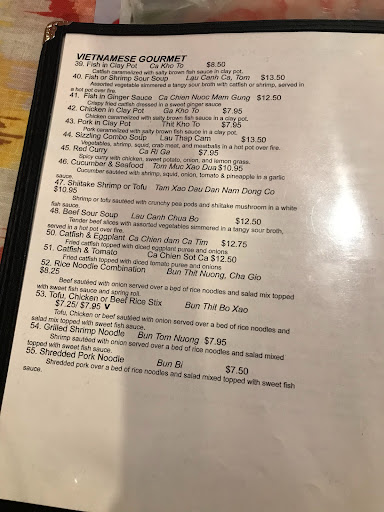 VIETNAMESE GOURMET
39. Fish in Clay Pot Ca Kho To $8.50
Catfish caramelized with salty brown fish sauce in clay pot.
40. Fish or Shrimp Sour Soup Lau Canh Ca, Tom $13.50
Assorted vegetable simmered a tangy sour broth with catfish or shrimp, served in
a hot pot over fire.
41. Fish in Ginger Sauce Ca Chien Nuoc Mam Gung $12.50
Crispy fried catfish dressed in a sweet ginger sauce
42. Chicken in Clay Pot Ga Kho To $7.95
Chicken caramelized with salty brown fish sauce in a clay pot.
43. Pork in Clay Pot Thit Kho To $7.95
Pork caramelized with salty brown fish sauce in a clay pot.
44. Sizzling Combo Soup Lau Thap Cam $13.50
Vegetables, shrimp, squid, crab meat, and meatballs in a hot pot over fire.
45. Red Curry Ca Ri Ga $7.95
Spicy curry with chicken, sweet potato, onion, and lemon grass.
46. Cucumber & Seafood Tom Muc Xao Dua $10.95
Cucumber sautéed with shrimp, squid, onion, tomato & pineapple in a garlic
sauce.
47. Shiitake Shrimp or Tofu Tam Xao Dau Dan Nam Dong Co
$10.95
Shrimp or tofu sautéed with crunchy pea pods and shiitake mushroom in a white
fish sauce.
48. Beef Sour Soup Lau Canh Chua Bo $12.50
Tender beef slices with assorted vegetables simmered in a tangy sour broth,
served in a hot pot over fire.
50. Catfish & Eggplant Ca Chien dam Ca Tim $12.75
Fried catfish topped with diced eggplant puree and onions.
51. Catfish & Tomato Ca Chien Sot Ca $12.50
Fried catfish topped with diced tomato puree and onions
52. Rice Noodle Combination Bun Thit Nuong, Cha Gio
$8.25
Beef sautéed with onion served over a bed of rice noodles and salad mix topped
with sweet fish sauce and spring roll.
53. Tofu, Chicken or Beef Rice Stix Bun Thit Bo Xao
$7.25/ $7.95 V
Tofu, Chicken or beef sautéed with onion served over a bed of rice noodles and
salad mix topped with sweet fish sauce.
54. Grilled Shrimp Noodle Bun Tom Nuong $7.95
Shrimp sautéed with onion served over a bed of rice noodles and salad mixed
topped with sweet fish sauce.
55. Shredded Pork Noodle Bun Bi $7.50
Shredded pork over a bed of rice noodles and salad mixed topped with sweet fish
sauce.